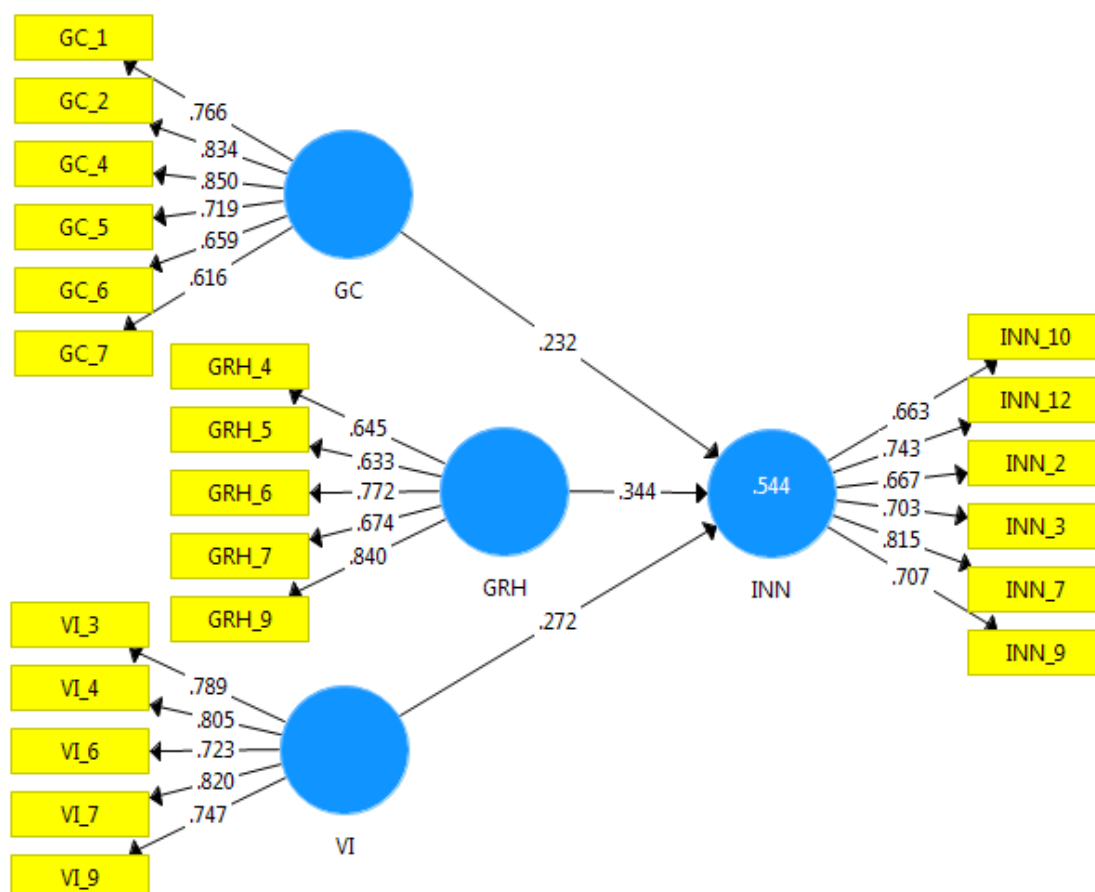 GC_1
GC_2
GC_4
GC_5
GC_6
GC_7
.766
.834
.850
.719
.659
.616
GC
.232
GRH_4
GRH_5
GRH_6
GRH_7
GRH_9
.645
.633
.772
.674
.840
GRH
.344
VI_3
VI_4
VI_6
VI_7
VI_9
.789
.805
.723
.820
.747
VI
.272
.544
INN
.663
.743
.667
.703
.815
.707
INN_10
INN_12
INN_2
INN_3
INN_7
INN_9